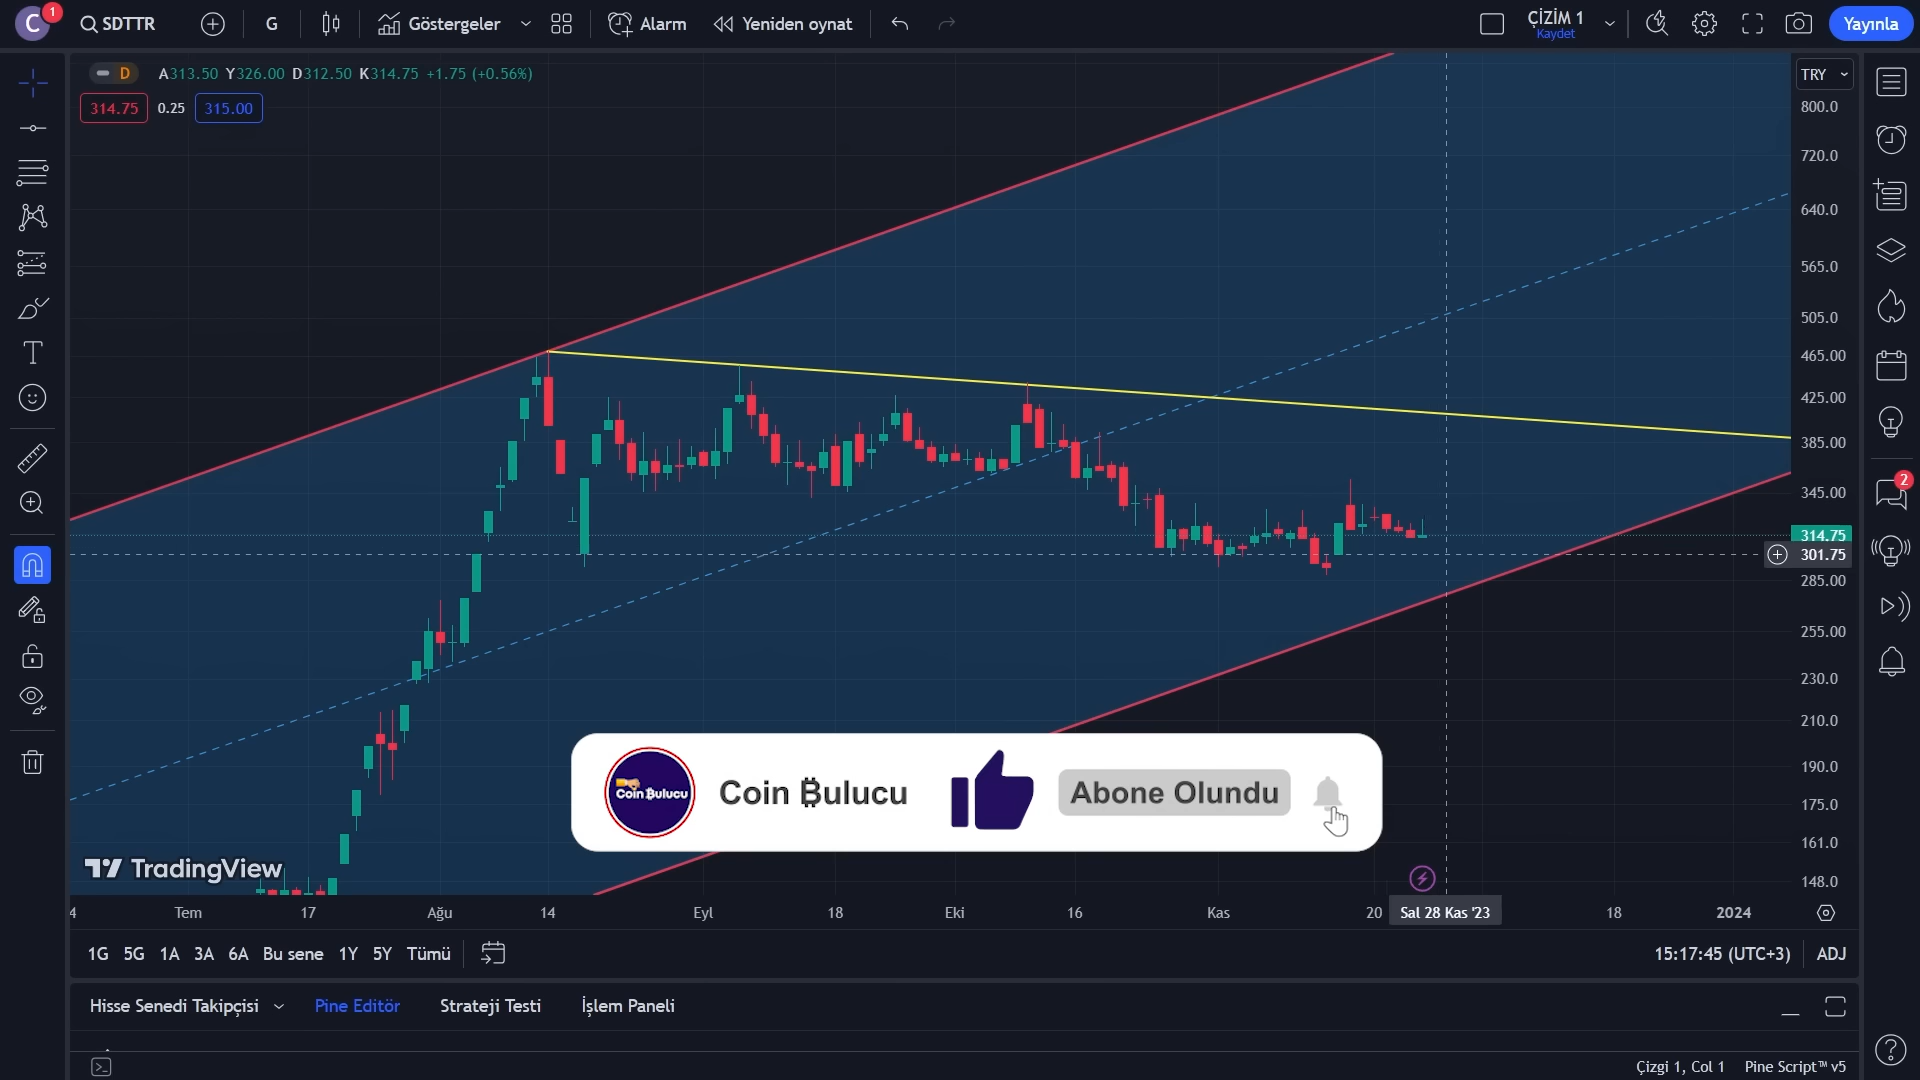 C
1
SDTTR
G
Göstergeler
Alarm
Yeniden oynat
ÇİZİM 1
Kaydet
Yayınla
D
A313.50 Y326.00 D312.50 K314.75 +1.75 (+0.56%)
314.75
0.25
315.00
TRY
800.0
720.0
640.0
565.0
505.0
465.00
425.00
385.00
345.00
314.75
301.75
285.00
255.00
230.0
210.0
190.0
175.0
161.0
148.0
2
Coin Bulucu
Coin ₿ulucu
Abone Olundu
TradingView
4
Tem
17
Ağu
14
Eyl
18
Eki
16
Kas
20
Sal 28 Kas '23
18
2024
1G
5G
1A
3A
6A
Bu sene
1Y
5Y
Tümü
15:17:45 (UTC+3)
ADJ
Hisse Senedi Takipçisi
Pine Editör
Strateji Testi
İşlem Paneli
Çizgi 1, Col 1
Pine Script™ v5